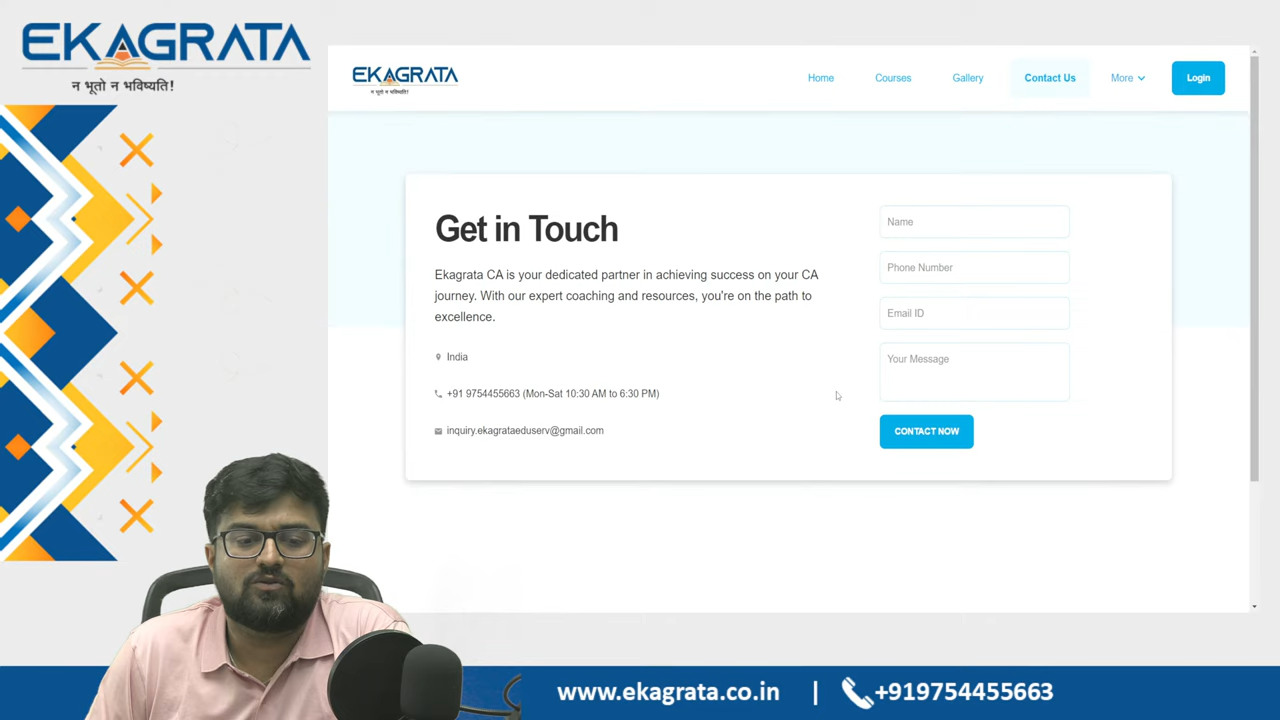 EKAGRATA
न भूतो न भविष्यति!
EKAGRATA
न भूतो न भविष्यति!
Home
Courses
Gallery
Contact Us
More
Login
Get in Touch
Ekagrata CA is your dedicated partner in achieving success on your CA
journey. With our expert coaching and resources, you're on the path to
excellence.
India
+91 9754455663 (Mon-Sat 10:30 AM to 6:30 PM)
inquiry.ekagrataeduserv@gmail.com
Name
Phone Number
Email ID
Your Message
CONTACT NOW
www.ekagrata.co.in | +919754455663